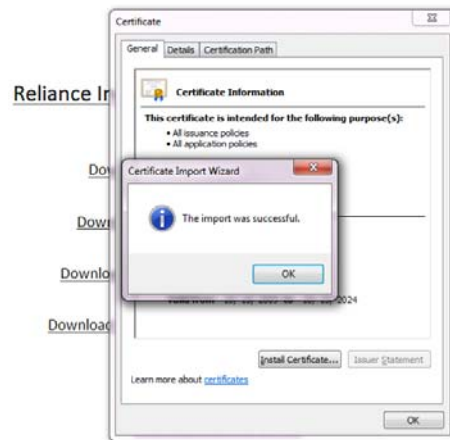 Certificate
General
Details
Certification Path
Certificate Information
This certificate is intended for the following purpose(s):
• All issuance policies
• All application policies
Reliance In
Certificate Import Wizard
The import was successful.
OK
Dow
Down
Downlo
Download
2024
Install Certificate...
Issuer Statement
Learn more about certificates
OK